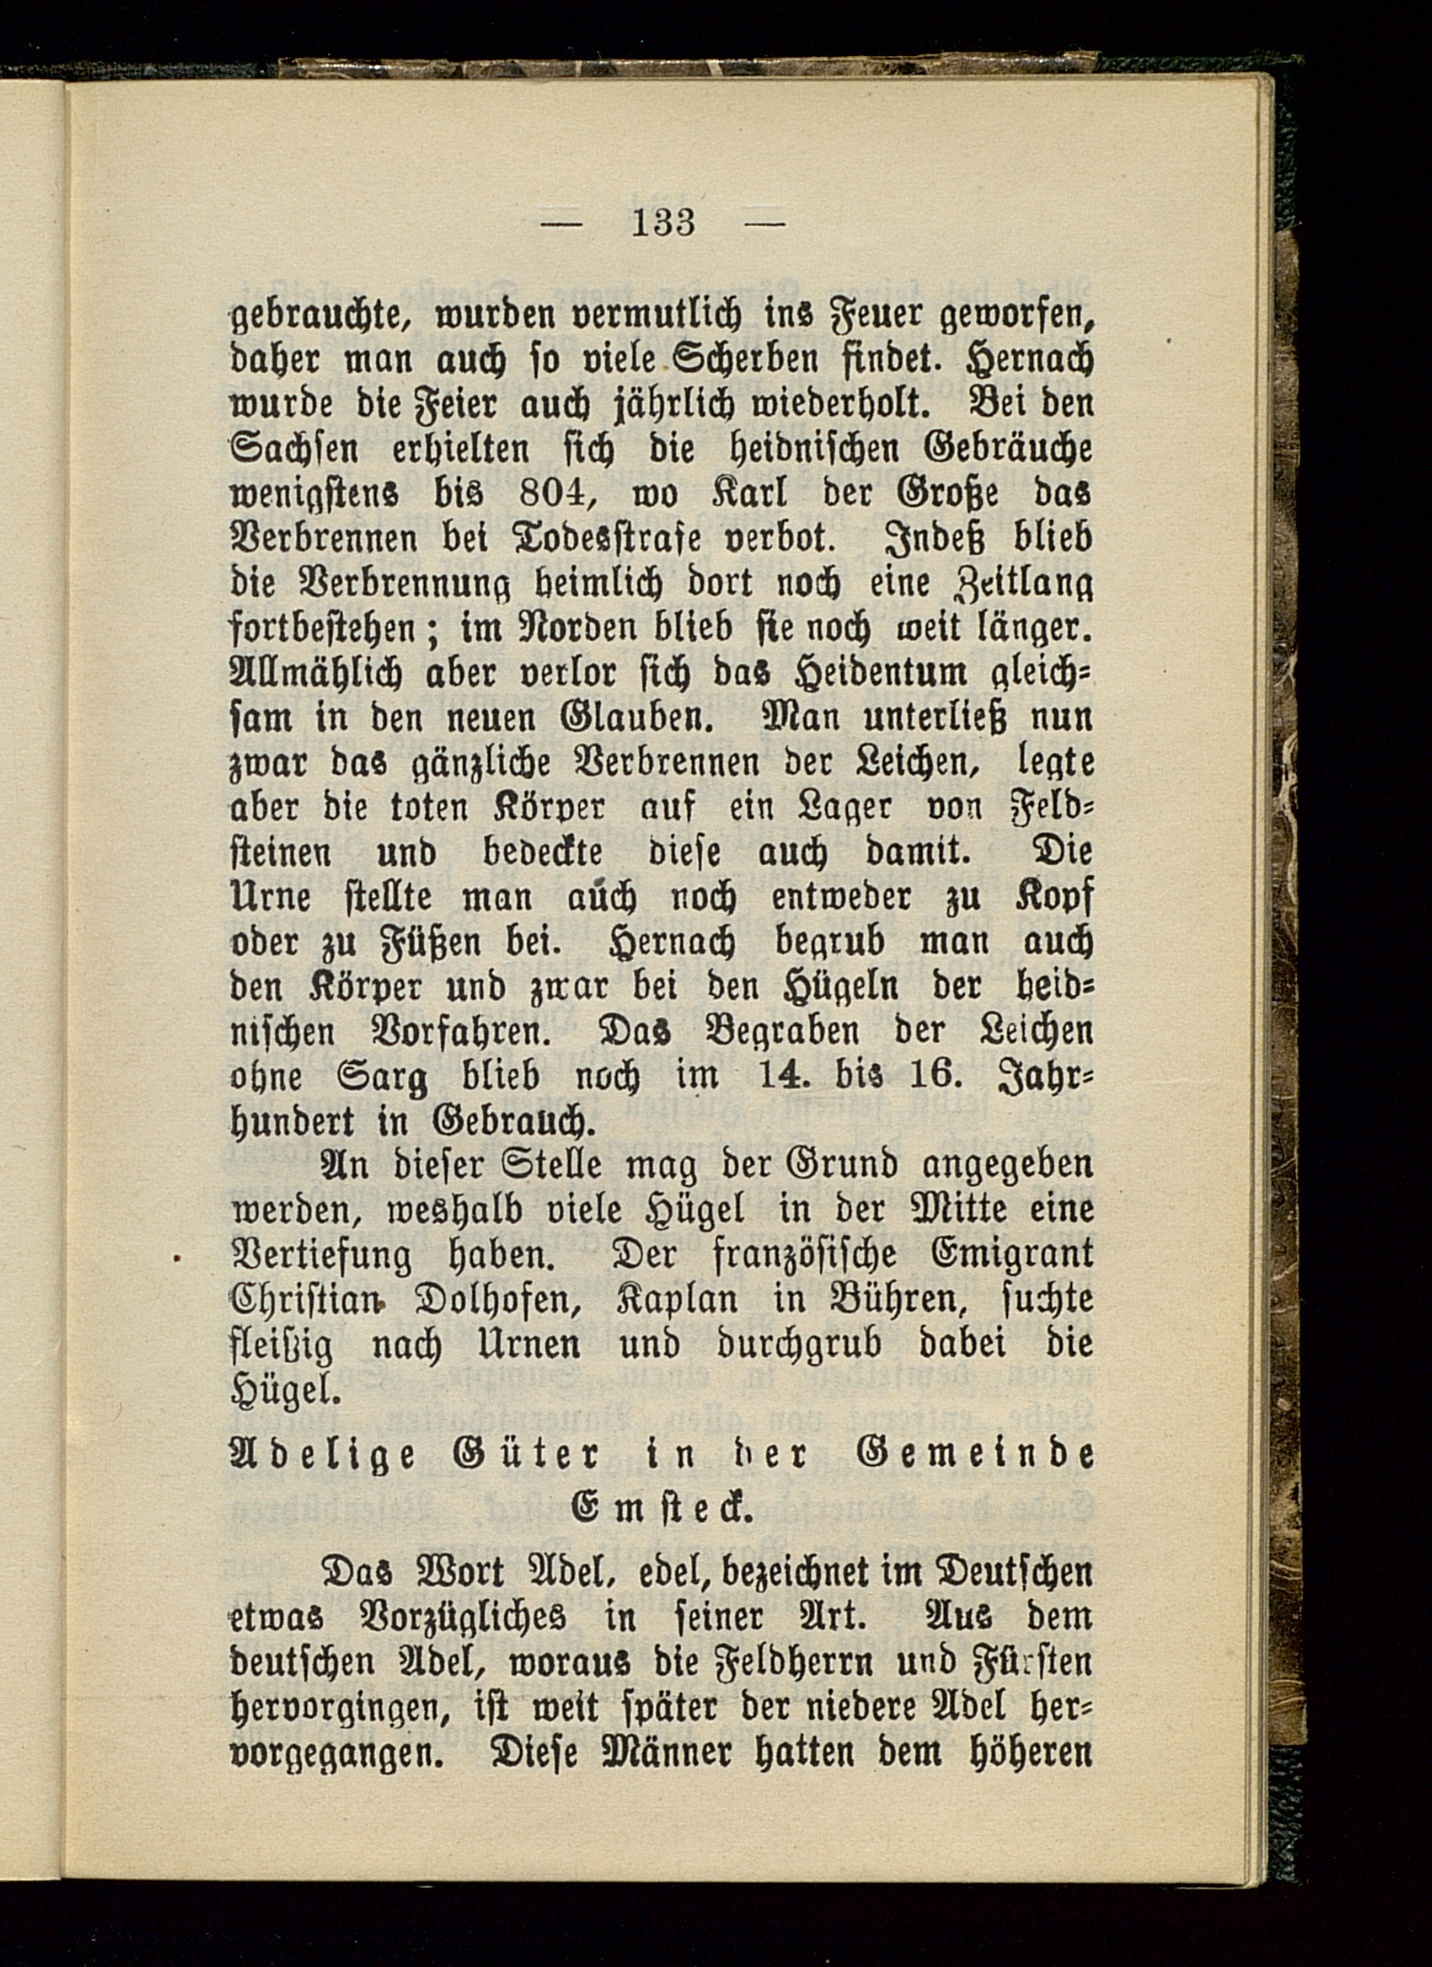 — 133 —
gebrauchte, wurden vermutlich ins Feuer geworfen,
daher man auch so viele Scherben findet. Hernach
wurde die Feier auch jährlich wiederholt. Bei den
Sachsen erhielten sich die heidnischen Gebräuche
wenigstens bis 804, wo Karl der Große das
Verbrennen bei Todesstrafe verbot. Indeß blieb
die Verbrennung heimlich dort noch eine Zeitlang
fortbestehen; im Norden blieb sie noch weit länger.
Allmählich aber verlor sich das Heidentum gleich-
sam in den neuen Glauben. Man unterließ nun
zwar das gänzliche Verbrennen der Leichen, legte
aber die toten Körper auf ein Lager von Feld-
steinen und bedeckte diese auch damit. Die
Urne stellte man auch noch entweder zu Kopf
oder zu Füßen bei. Hernach begrub man auch
den Körper und zwar bei den Hügeln der heid-
nischen Vorfahren. Das Begraben der Leichen
ohne Sarg blieb noch im 14. bis 16. Jahr-
hundert in Gebrauch.
An dieser Stelle mag der Grund angegeben
werden, weshalb viele Hügel in der Mitte eine
Vertiefung haben. Der französische Emigrant
Christian Dolhofen, Kaplan in Bühren, suchte
fleißig nach Urnen und durchgrub dabei die
Hügel.
Adelige Güter in der Gemeinde
Emsteck.
Das Wort Adel, edel, bezeichnet im Deutschen
etwas Vorzügliches in seiner Art. Aus dem
deutschen Adel, woraus die Feldherrn und Fürsten
hervorgingen, ist weit später der niedere Adel her-
vorgegangen. Diese Männer hatten dem höheren